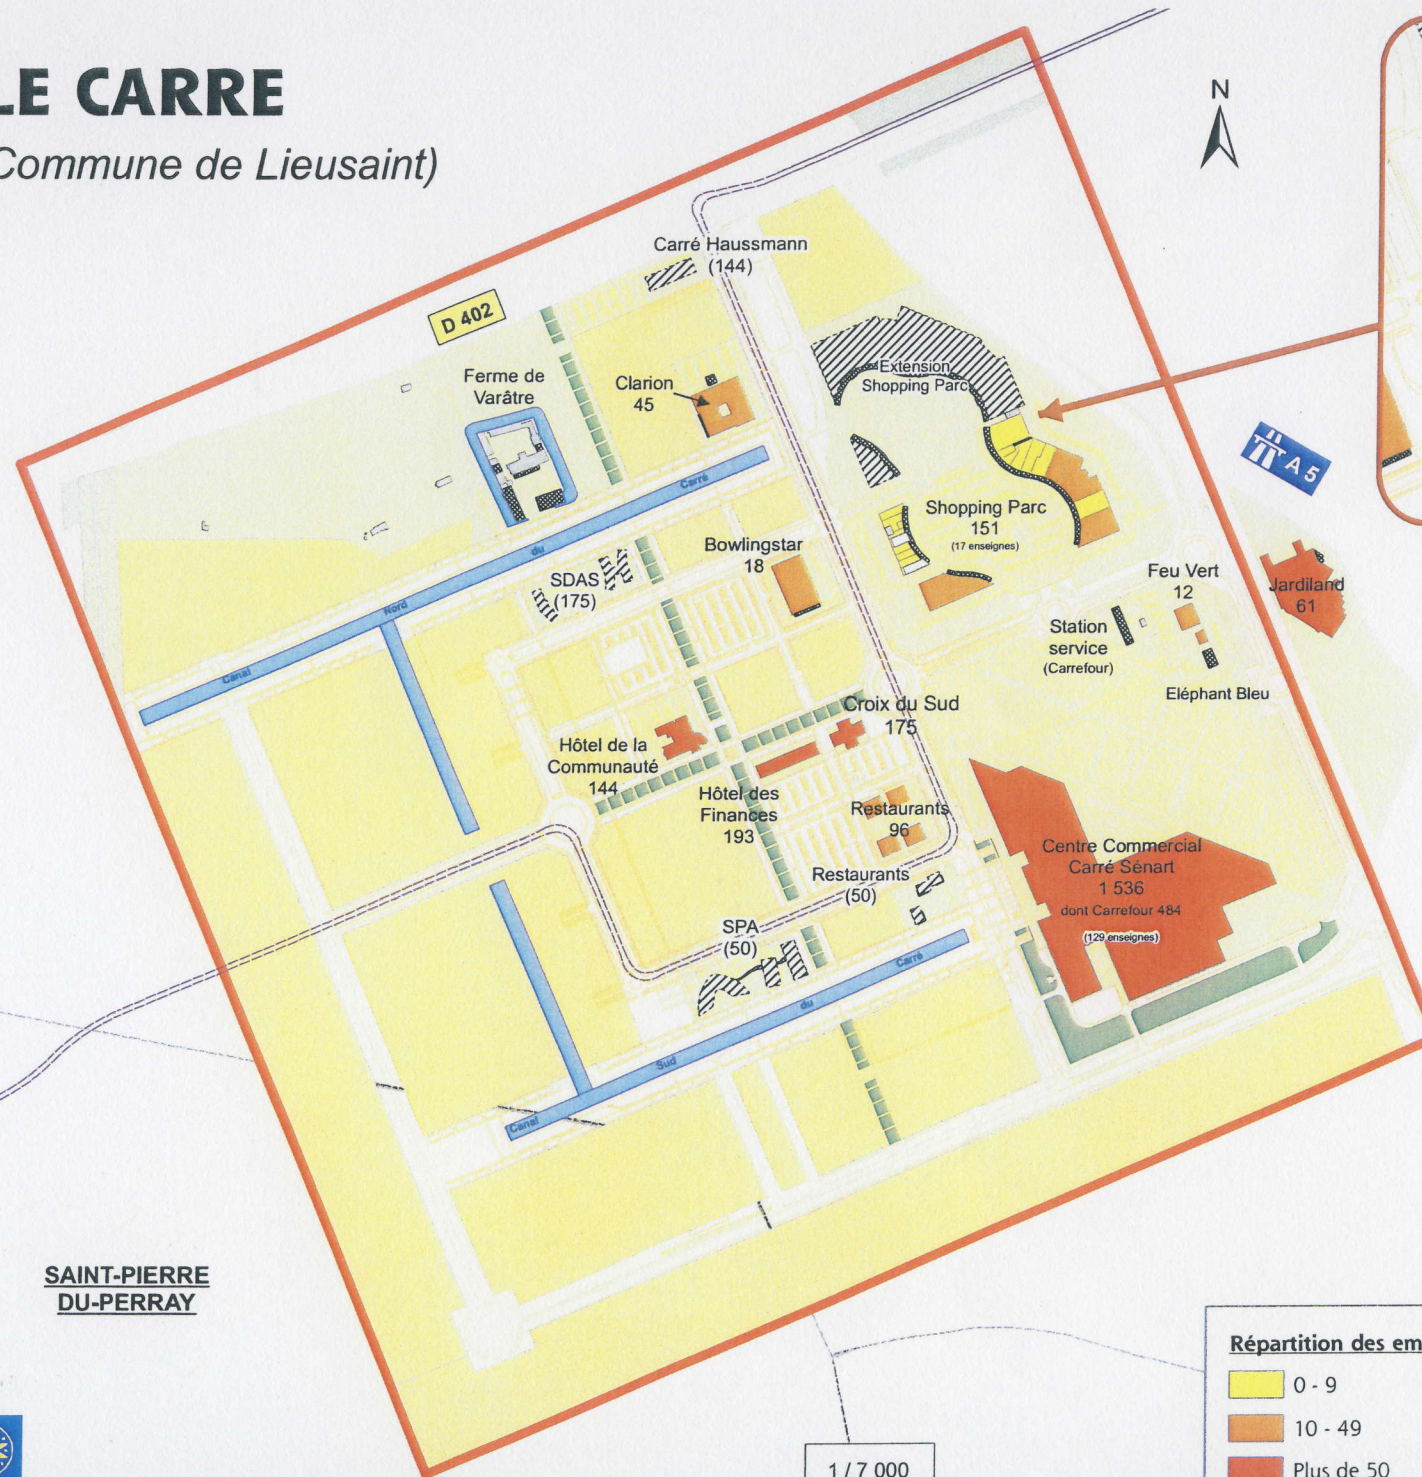 LE CARRE
Commune de Lieusaint)
N
Carré Haussmann
(144)
D 402
Ferme de
Varâtre
Clarion
45
Extension
Shopping Parc
A 5
Carré
du
Nord
Canal
Shopping Parc
151
(17 enseignes)
Bowlingstar
18
SDAS
(175)
Feu Vert
12
Jardiland
61
Station
service
(Carrefour)
Eléphant Bleu
Croix du Sud
175
Hôtel de la
Communauté
144
Hôtel des
Finances
193
Restaurants
96
Centre Commercial
Carré Sénart
1 536
dont Carrefour 484
(129 enseignes)
Restaurants
(50)
SPA
(50)
Carré
du
Sud
Canal
SAINT-PIERRE
DU-PERRAY
Répartition des em
0 - 9
10 - 49
Plus de 50
1 / 7 000